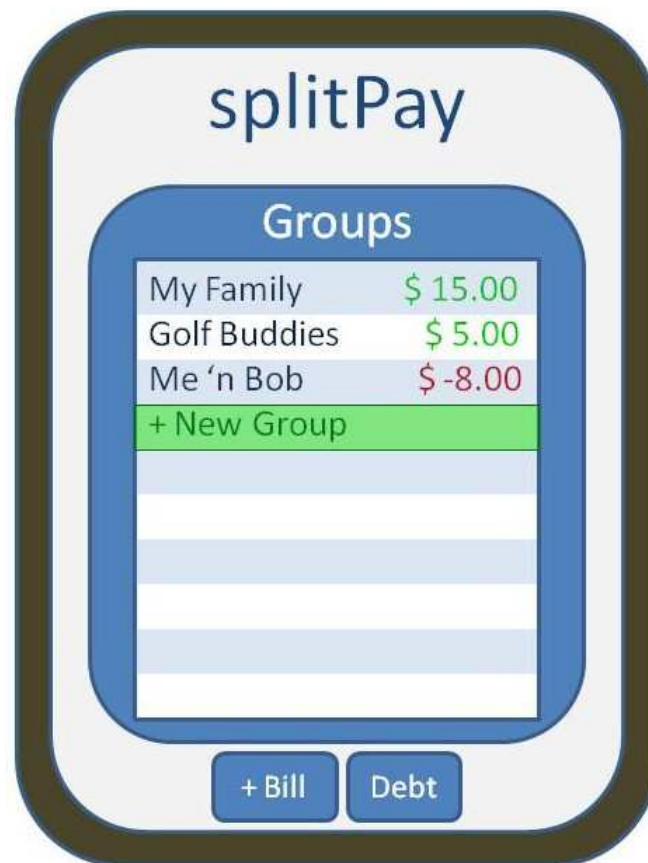 splitPay
Groups
My Family $ 15.00
Golf Buddies $ 5.00
Me ‘n Bob $ -8.00
+ New Group
+ Bill Debt